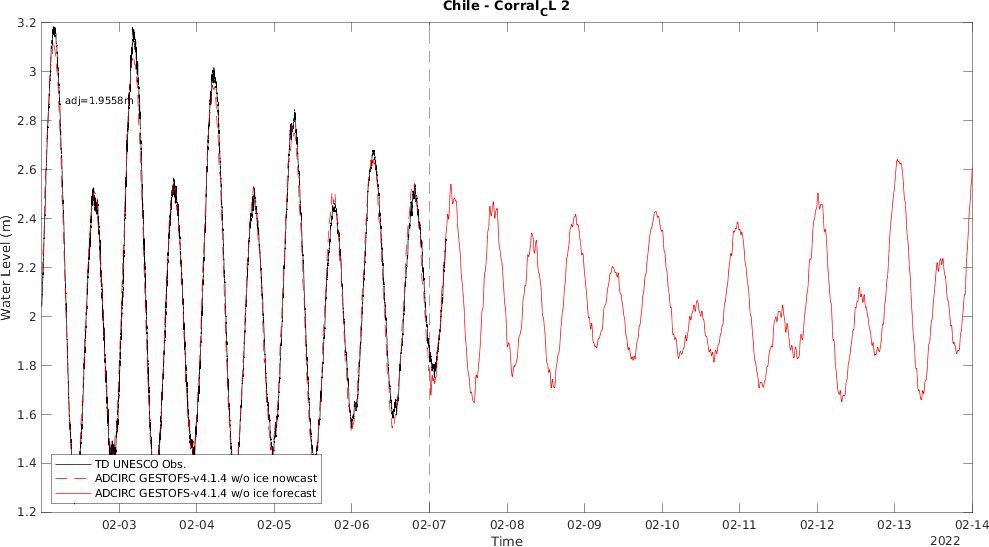 Chile - Corral_CL 2
3.2
3
2.8
2.6
2.4
2.2
2
1.8
1.6
1.4
1.2
Water Level (m)
adj=1.9558m
TD UNESCO Obs.
ADCIRC GESTOFS-v4.1.4 w/o ice nowcast
ADCIRC GESTOFS-v4.1.4 w/o ice forecast
02-03 02-04 02-05 02-06 02-07 02-08 02-09 02-10 02-11 02-12 02-13 02-14
Time
2022